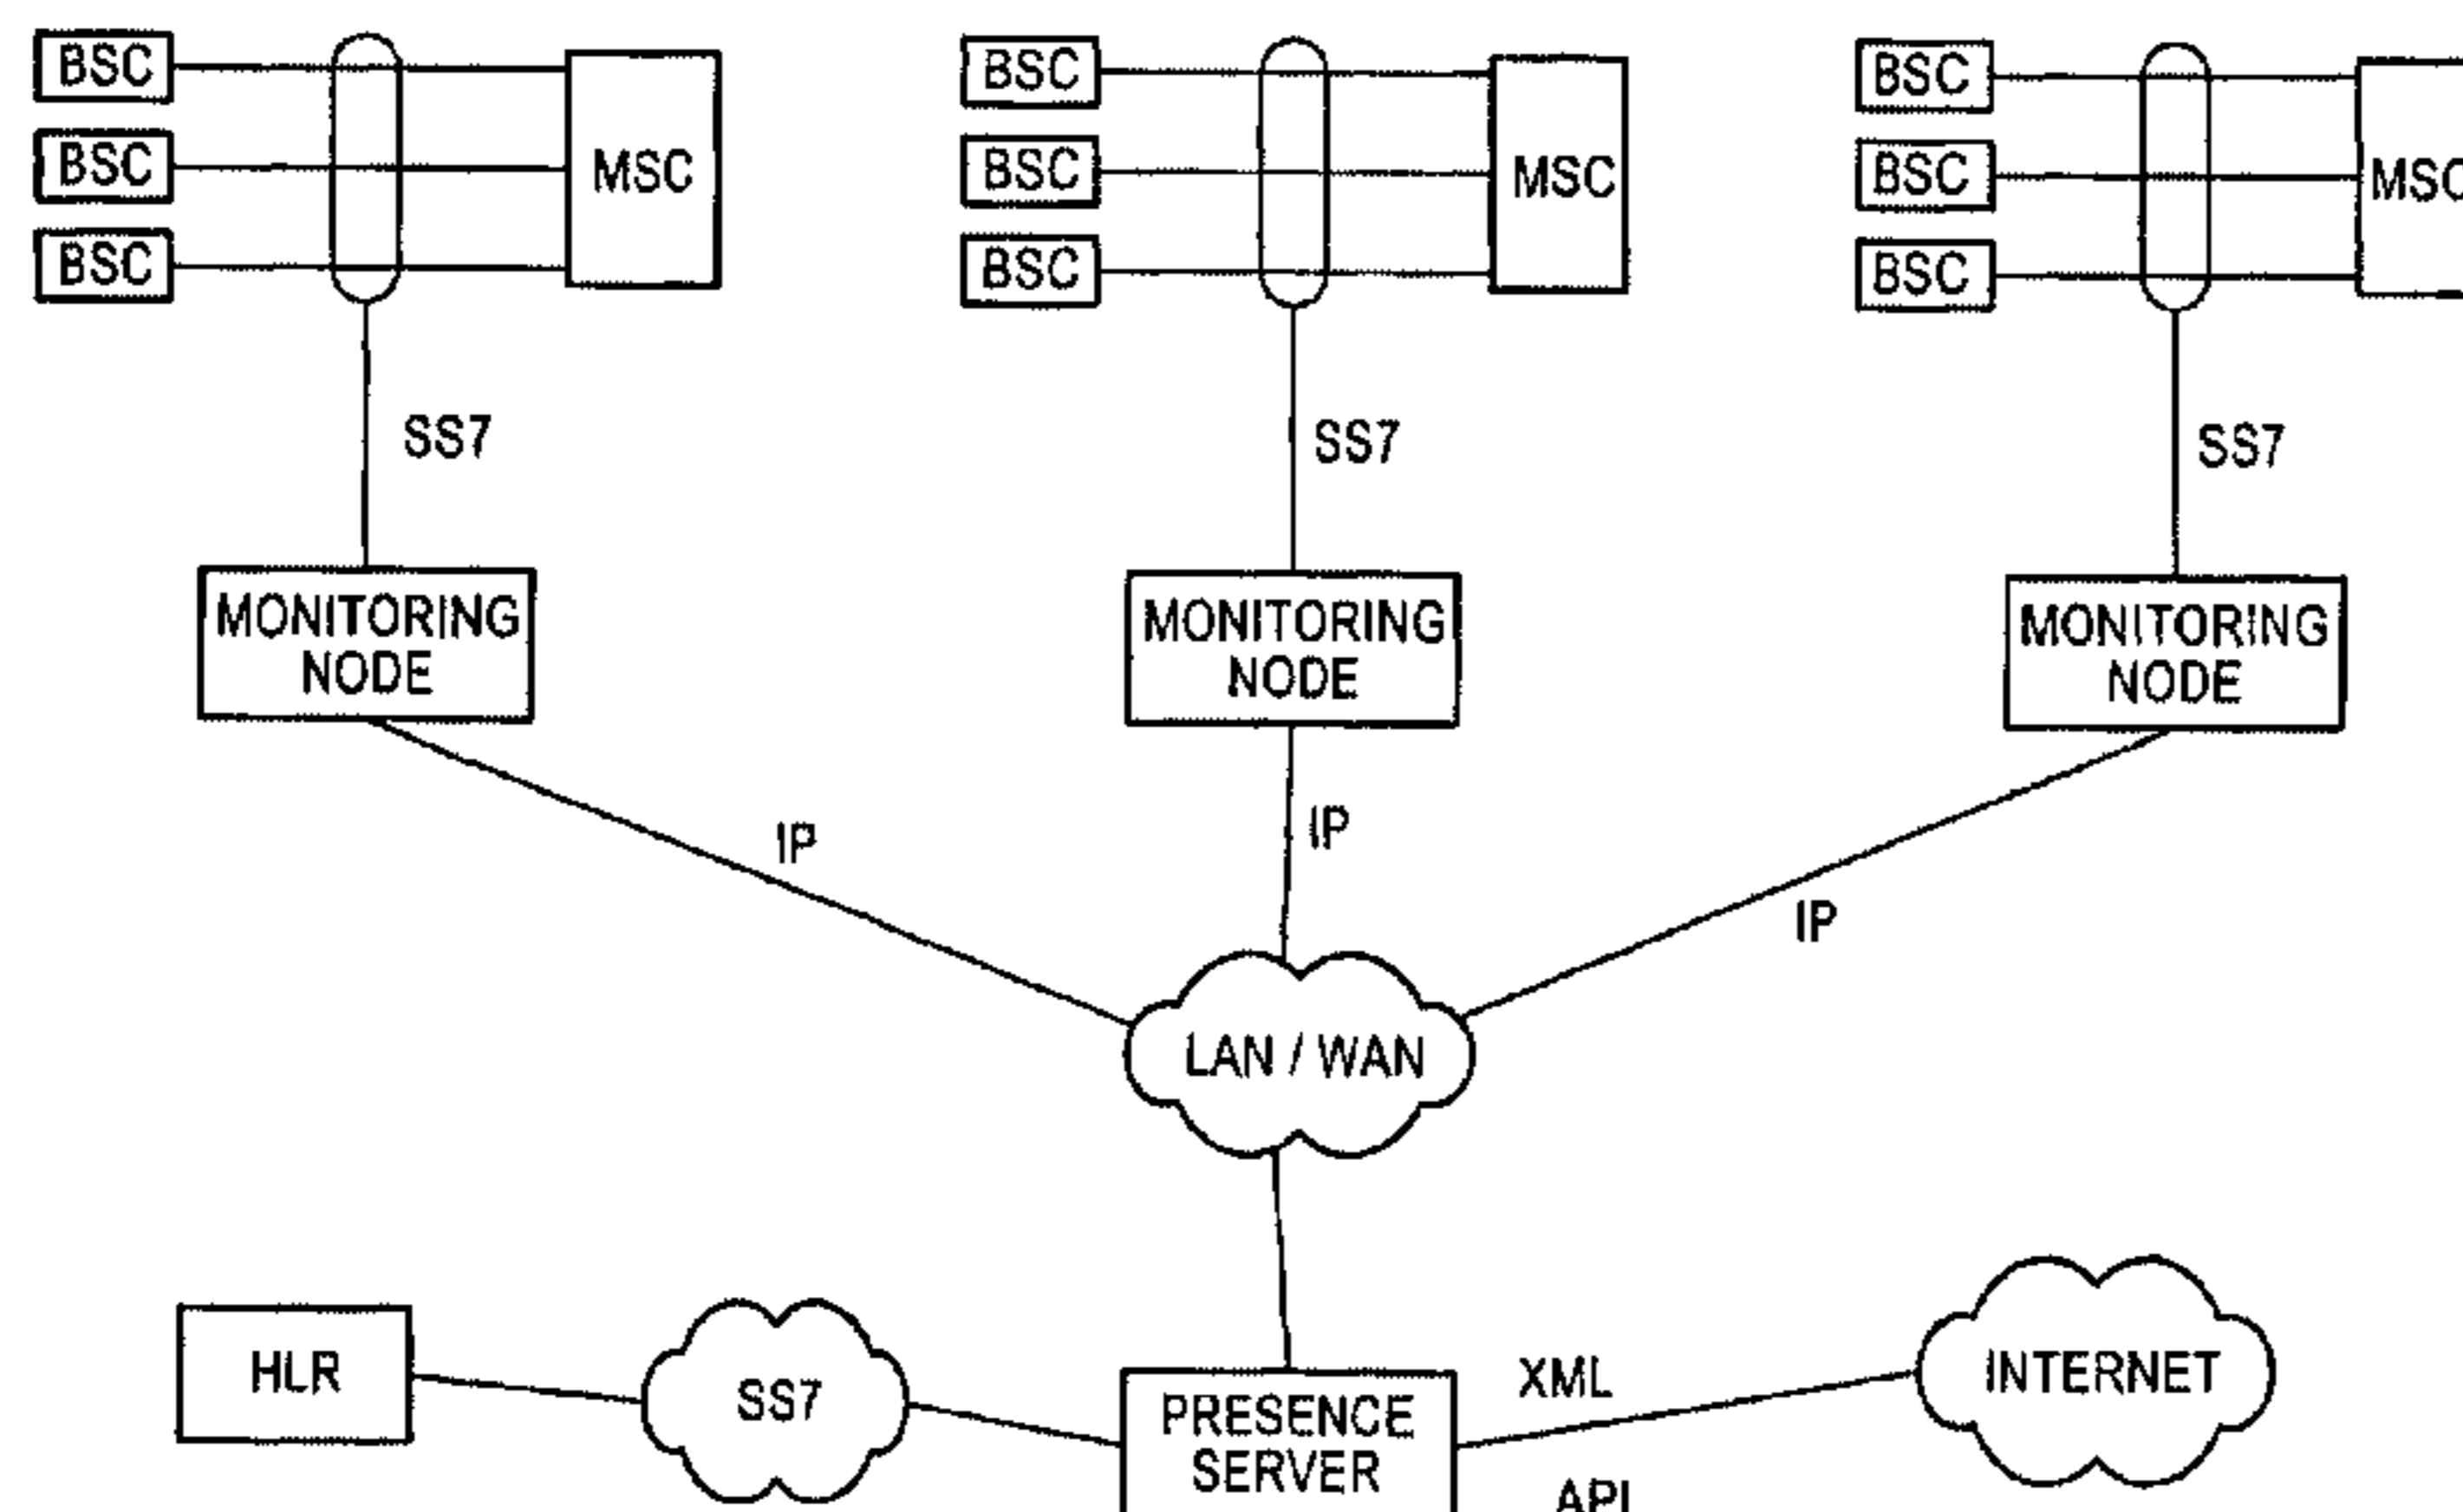 BSC
BSC
BSC
MSC
BSC
BSC
BSC
MSC
BSC
BSC
BSC
MSC
SS7
SS7
SS7
MONITORING
NODE
MONITORING
NODE
MONITORING
NODE
IP
IP
IP
LAN / WAN
HLR
SS7
PRESENCE
SERVER
XML
INTERNET
API